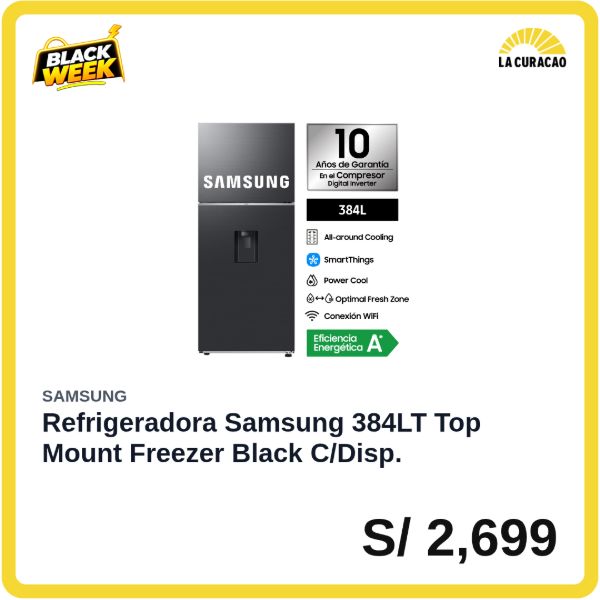 BLACK
WEEK
LA CURACAO
SAMSUNG
10
Años de Garantía
En el Compresor
Digital Inverter
384L
All-around Cooling
SmartThings
Power Cool
Optimal Fresh Zone
Conexión WiFi
Eficiencia
Energética
A+
SAMSUNG
Refrigeradora Samsung 384LT Top
Mount Freezer Black C/Disp.
S/ 2,699